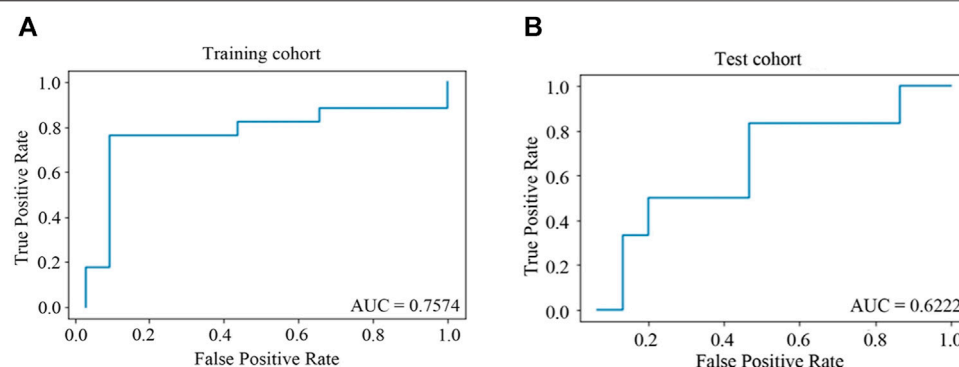 A
Training cohort
True Positive Rate
1.0
0.8
0.6
0.4
0.2
0.0
AUC = 0.7574
0.0 0.2 0.4 0.6 0.8 1.0
False Positive Rate
B
Test cohort
True Positive Rate
1.0
0.8
0.6
0.4
0.2
0.0
AUC = 0.6222
0.2 0.4 0.6 0.8 1.0
False Positive Rate